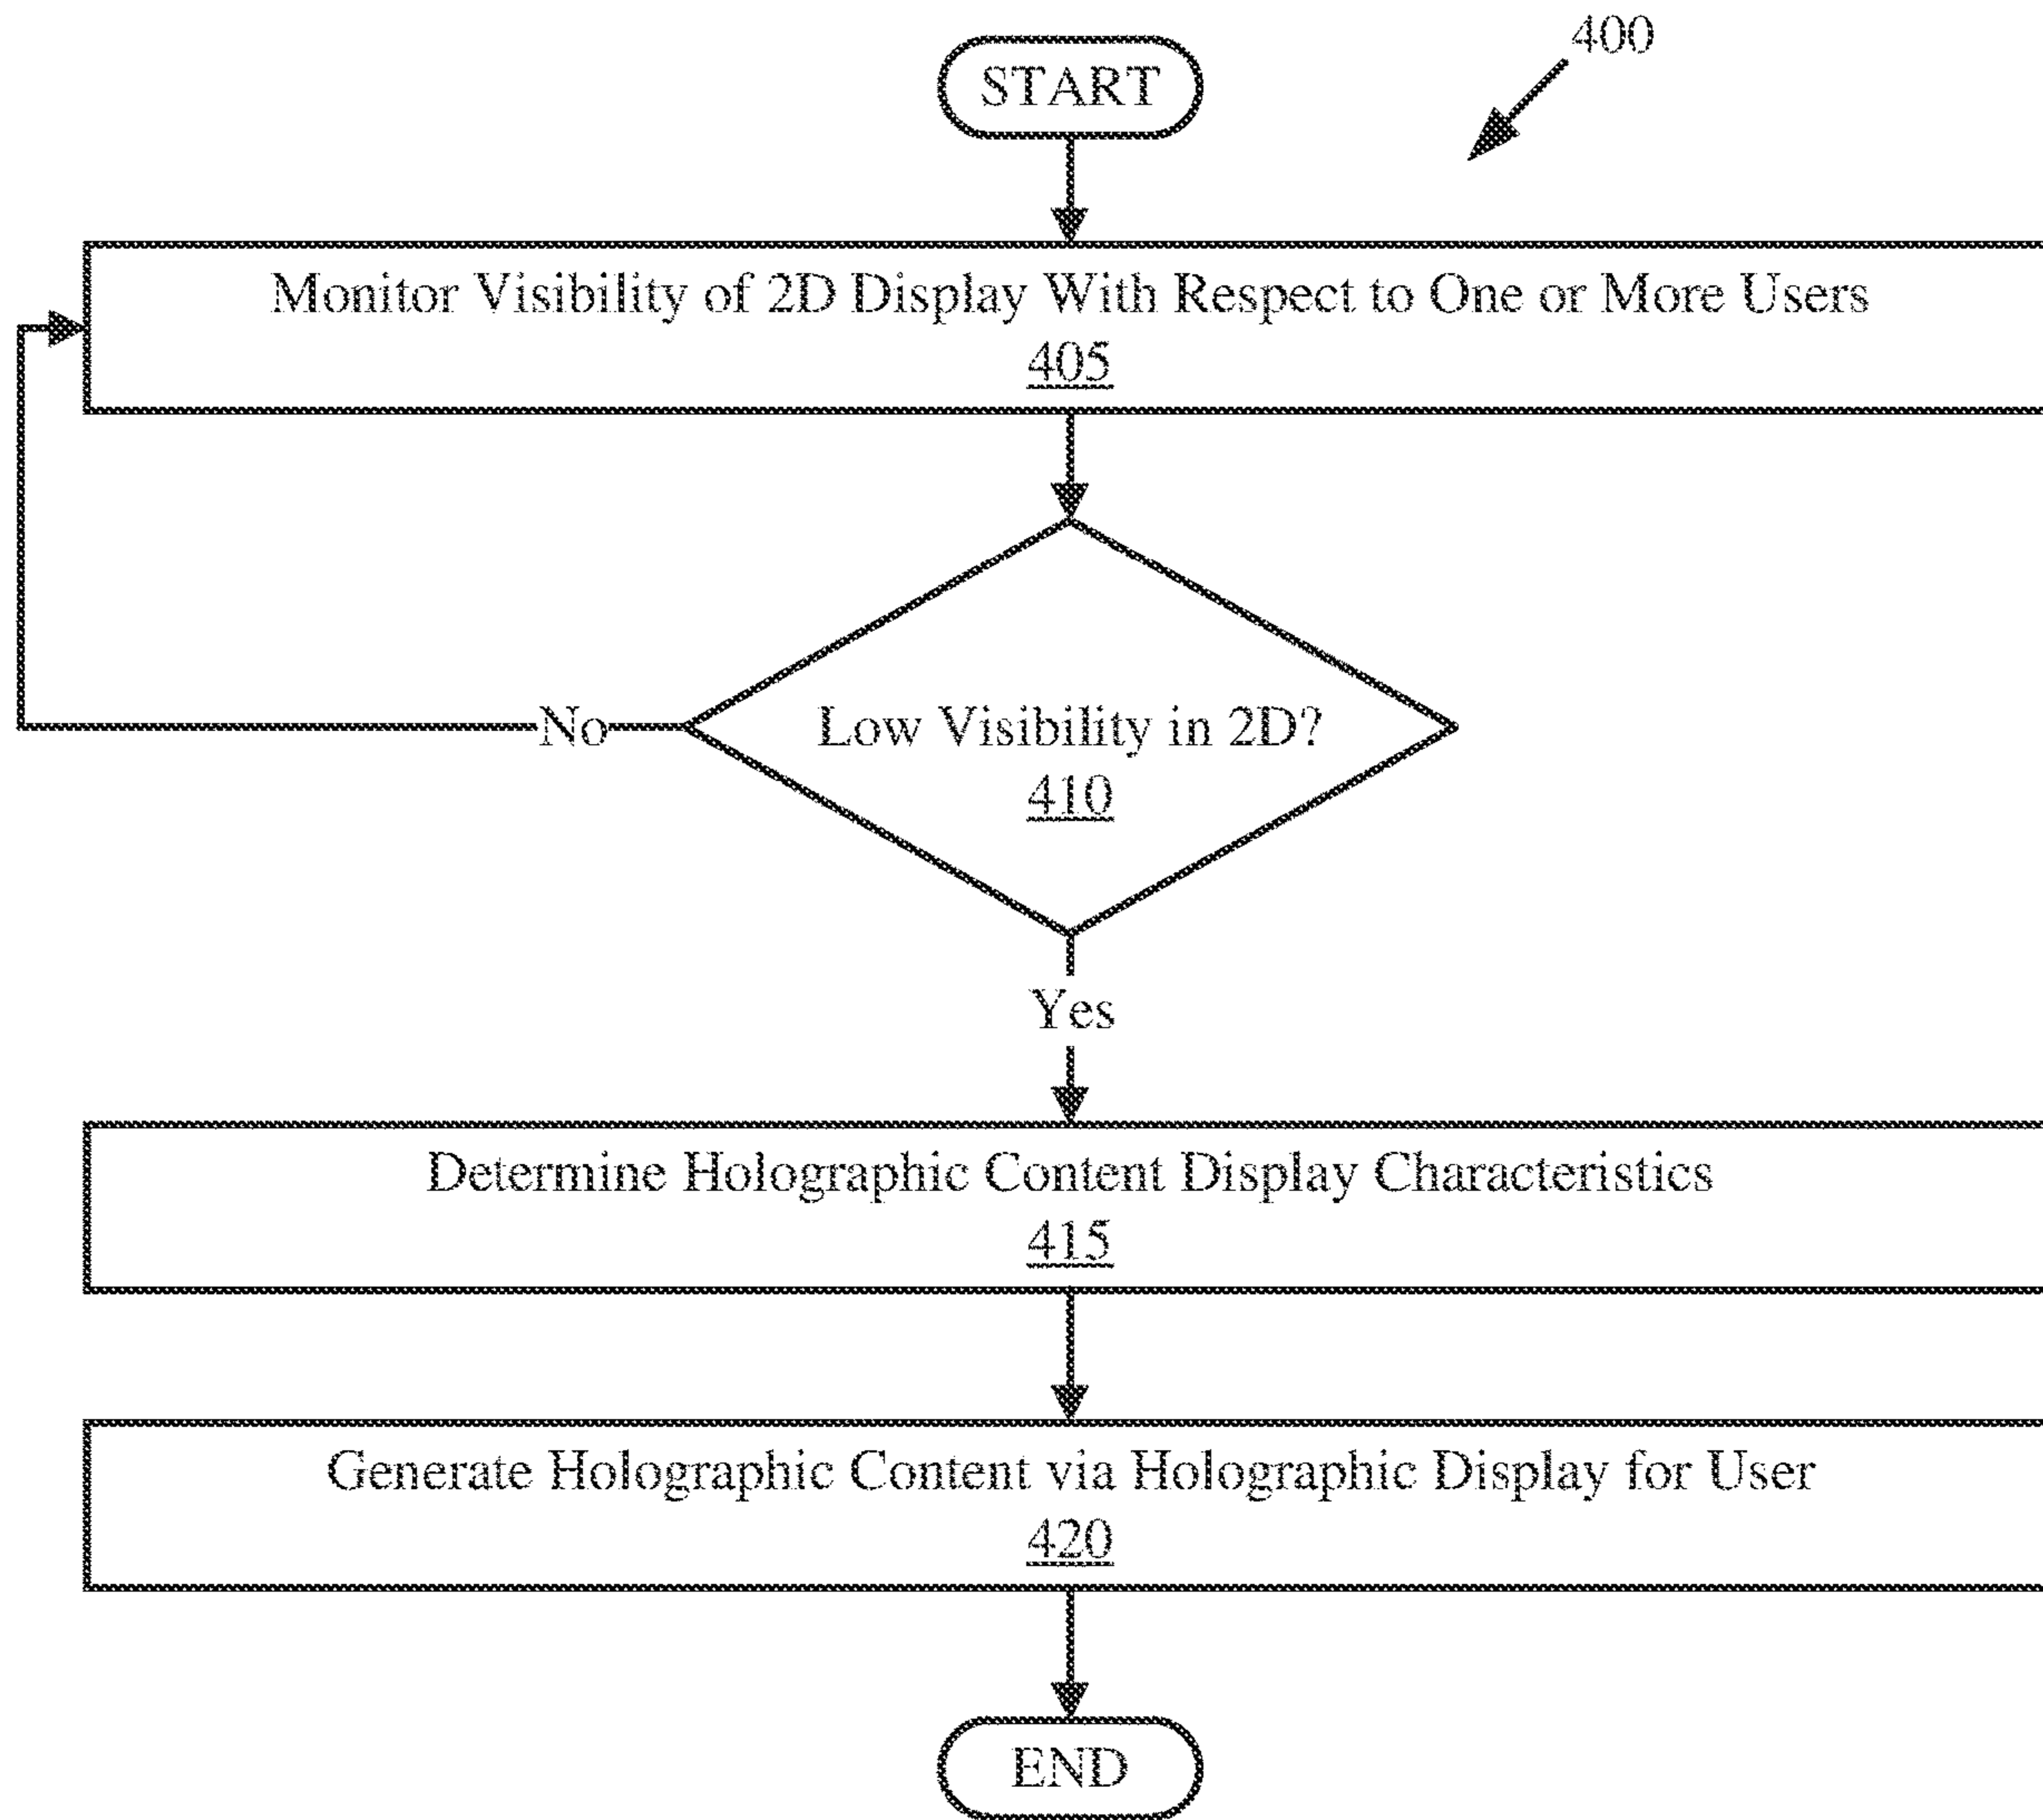 400
START
Monitor Visibility of 2D Display With Respect to One or More Users
405
Low Visibility in 2D?
410
No
Yes
Determine Holographic Content Display Characteristics
415
Generate Holographic Content via Holographic Display for User
420
END